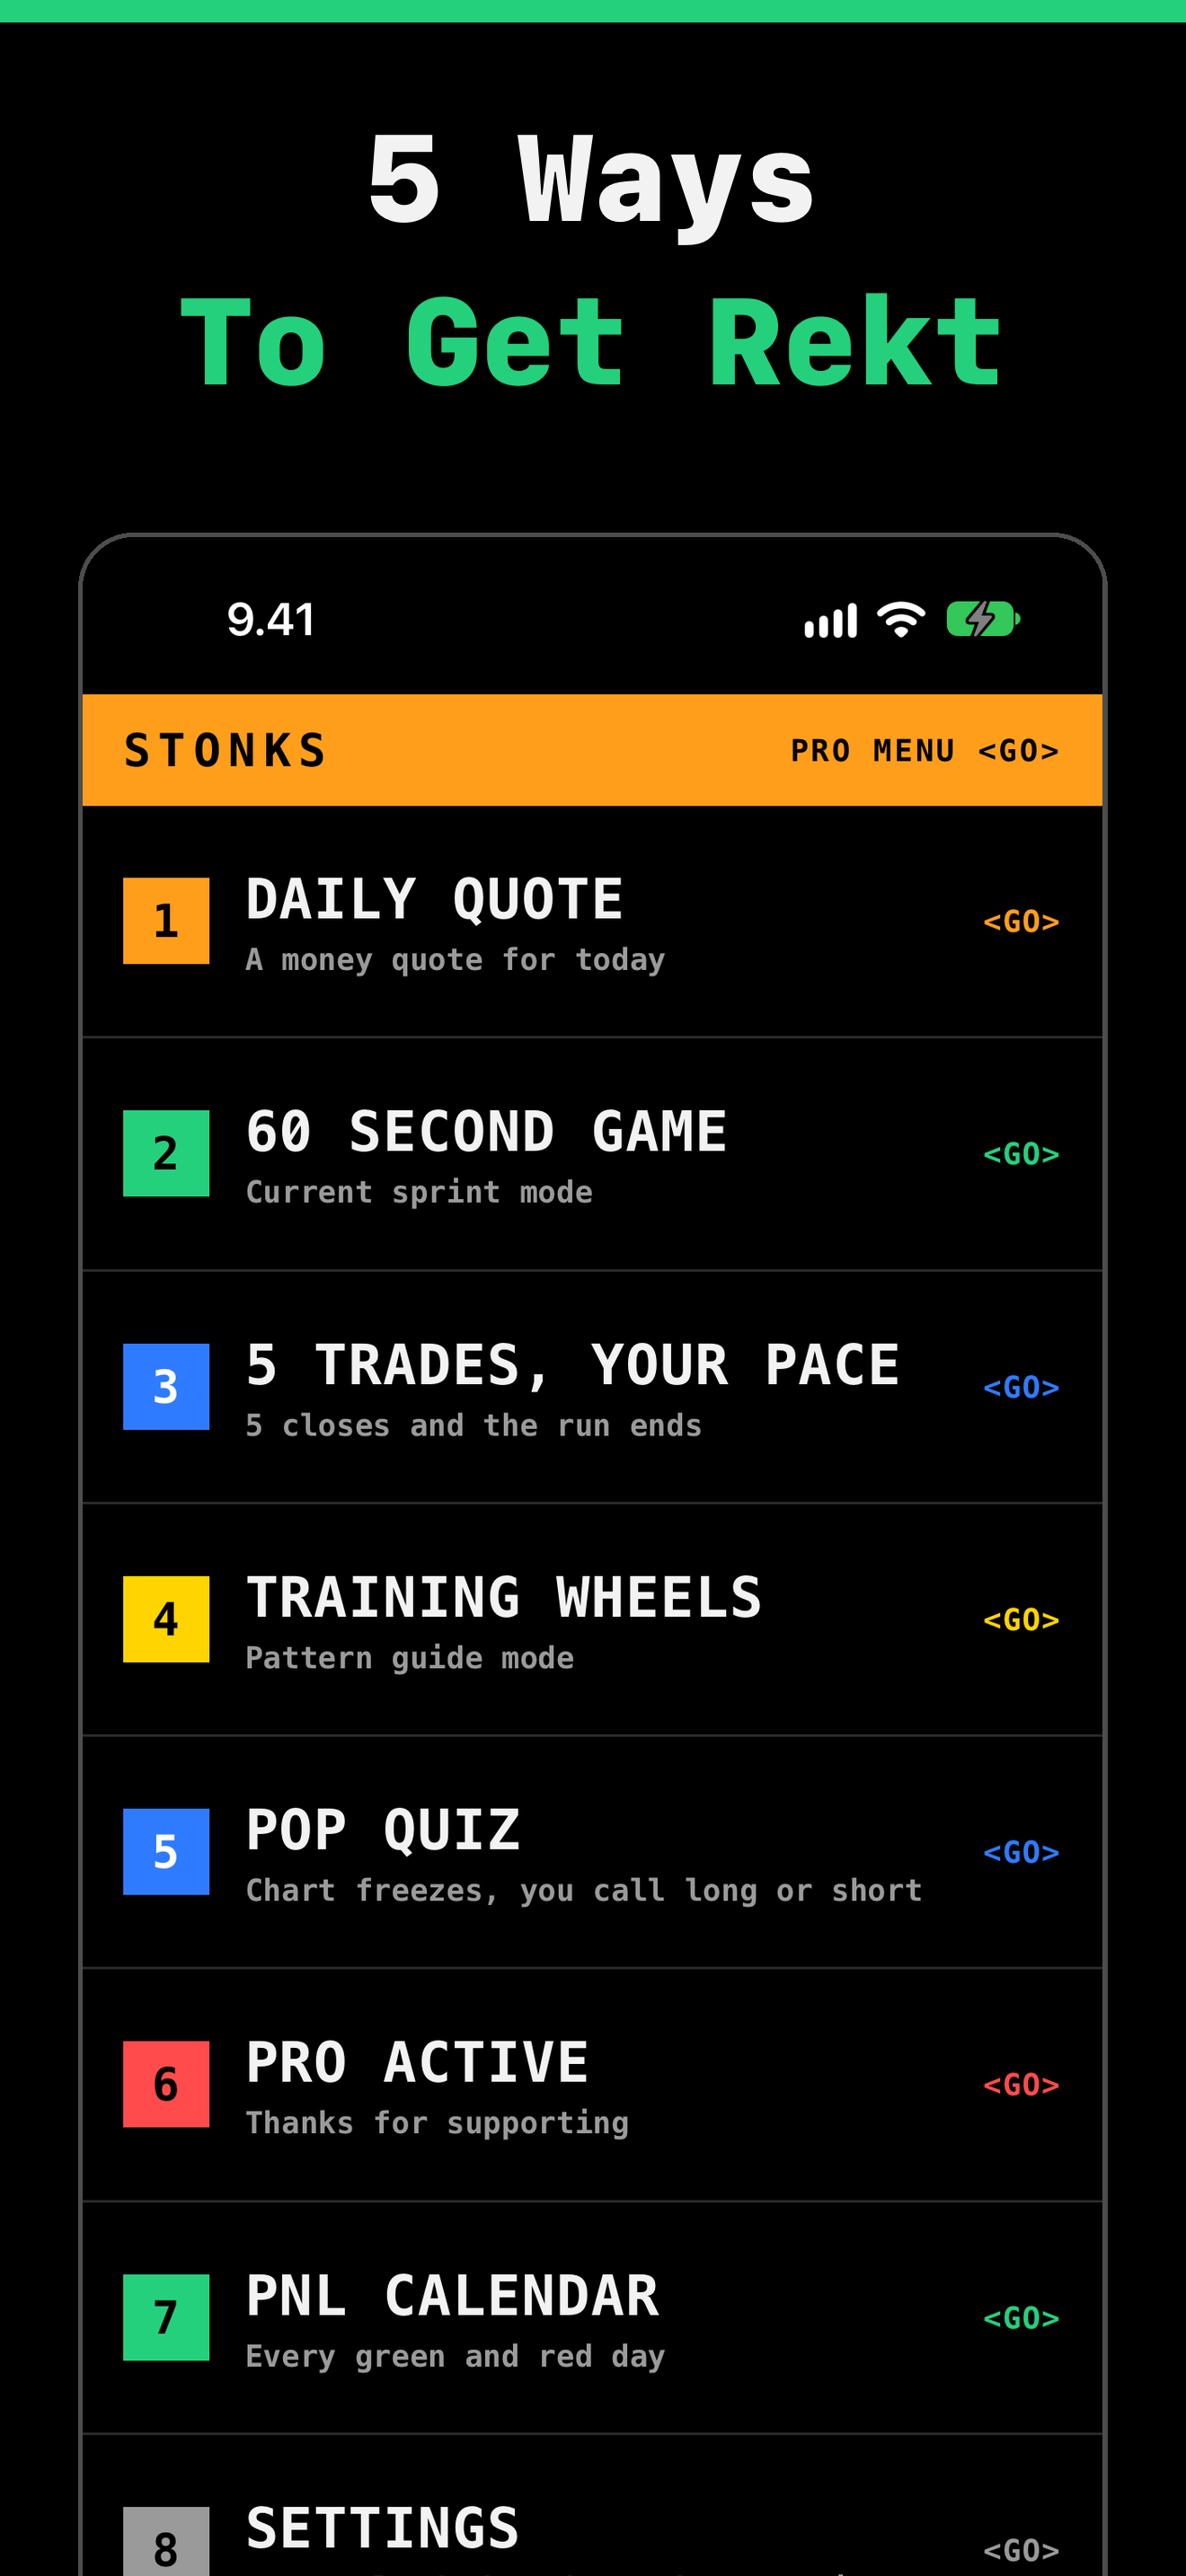 5 Ways
To Get Rekt
9.41
STONKS PRO MENU <GO>
1 DAILY QUOTE <GO>
A money quote for today
2 60 SECOND GAME <GO>
Current sprint mode
3 5 TRADES, YOUR PACE <GO>
5 closes and the run ends
4 TRAINING WHEELS <GO>
Pattern guide mode
5 POP QUIZ <GO>
Chart freezes, you call long or short
6 PRO ACTIVE <GO>
Thanks for supporting
7 PNL CALENDAR <GO>
Every green and red day
8 SETTINGS <GO>